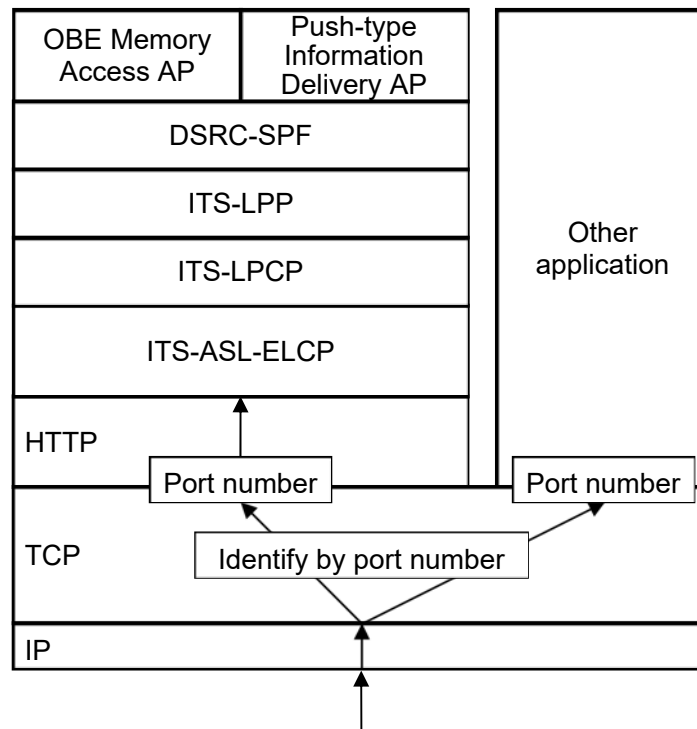 OBE Memory
Access AP
Push-type
Information
Delivery AP
DSRC-SPF
ITS-LPP
ITS-LPCP
ITS-ASL-ELCP
Other
application
HTTP
Port number
Port number
TCP
Identify by port number
IP